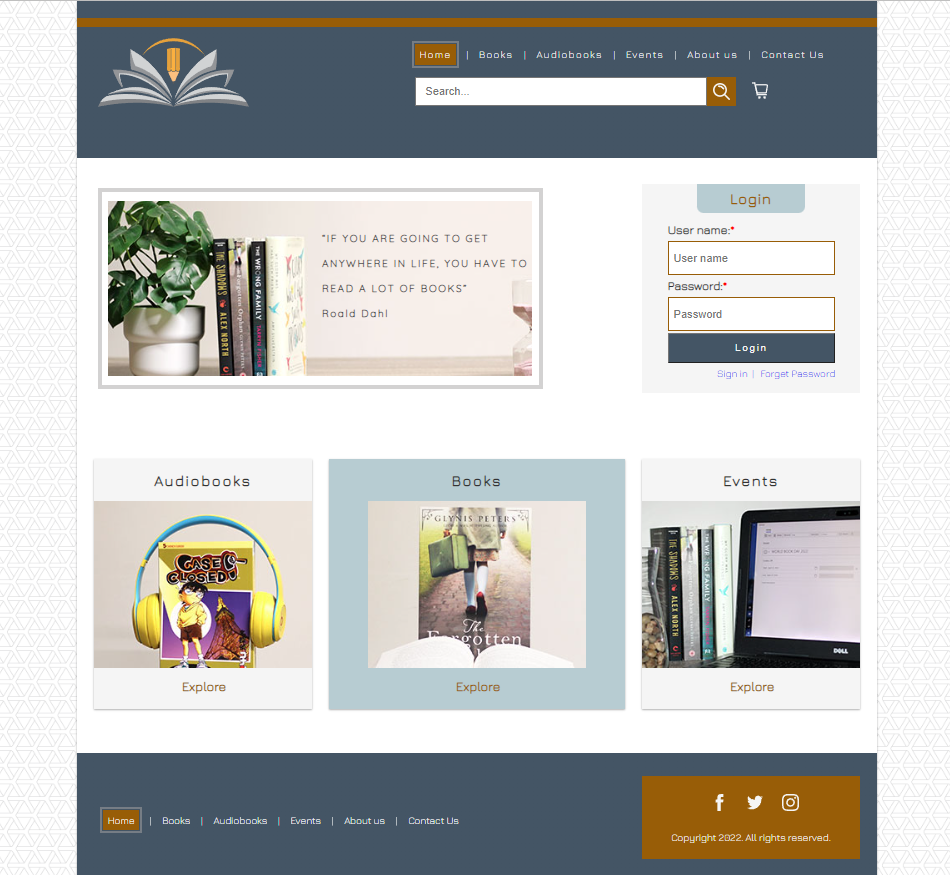 Home | Books | Audiobooks | Events | About us | Contact Us
Search...
"IF YOU ARE GOING TO GET
ANYWHERE IN LIFE, YOU HAVE TO
READ A LOT OF BOOKS"
Roald Dahl
THE SHADOWS ALEX NORTH
THE WRONG FAMILY
Login
User name:*
User name
Password:*
Password
Login
Sign in | Forget Password
Audiobooks
CASE CLOSED!
Explore
Books
GLYNIS PETERS
The
Forgotten
Explore
Events
THE SHADOWS ALEX NORTH
DELL
Explore
Home | Books | Audiobooks | Events | About us | Contact Us
Copyright 2022. All rights reserved.